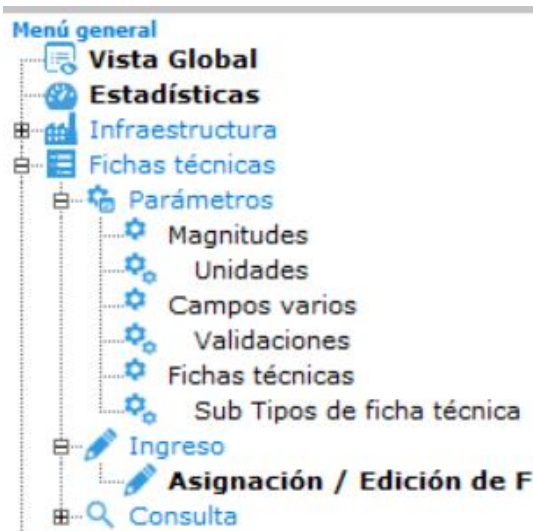 Menú general
Vista Global
Estadísticas
Infraestructura
Fichas técnicas
Parámetros
Magnitudes
Unidades
Campos varios
Validaciones
Fichas técnicas
Sub Tipos de ficha técnica
Ingreso
Asignación / Edición de F
Consulta